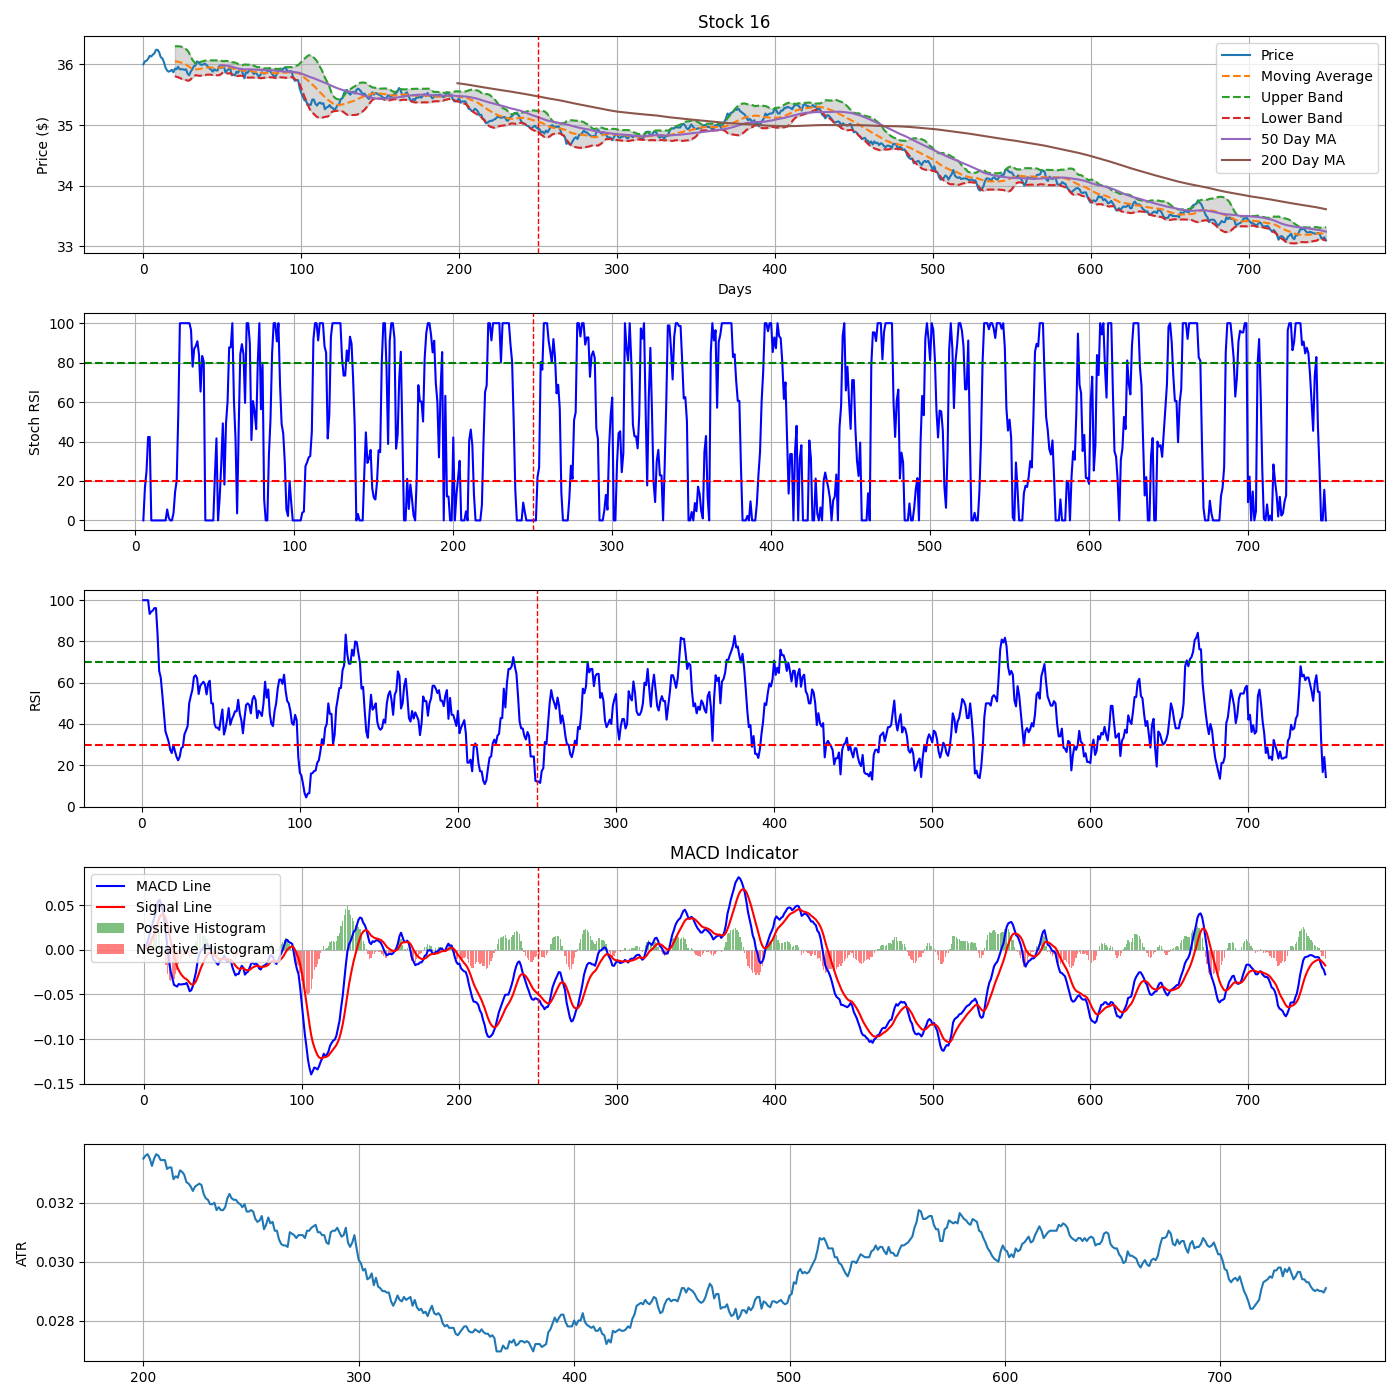 Stock 16
Price ($)
36
35
34
33
Price
Moving Average
Upper Band
Lower Band
50 Day MA
200 Day MA
0 100 200 300 400 500 600 700
Days
Stoch RSI
100
80
60
40
20
0
0 100 200 300 400 500 600 700
RSI
100
80
60
40
20
0
0 100 200 300 400 500 600 700
MACD Indicator
0.05
0.00
−0.05
−0.10
−0.15
MACD Line
Signal Line
Positive Histogram
Negative Histogram
0 100 200 300 400 500 600 700
ATR
0.032
0.030
0.028
200 300 400 500 600 700